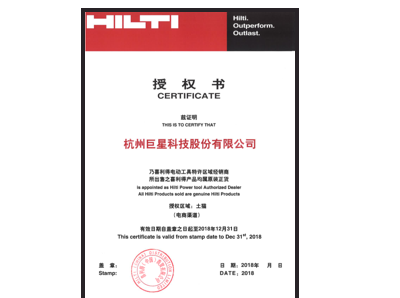 HILTI
Hilti.
Outperform.
Outlast.
授 权 书
CERTIFICATE
兹证明
THIS IS TO CERTIFY THAT
杭州巨星科技股份有限公司
乃喜利得电动工具特许区域经销商
所出售之喜利得产品均属原装正货
is appointed as Hilti Power tool Authorized Dealer
All Hilti Products sold are genuine Hilti Products
授权区域：土猫
（电商渠道）
有效日期自盖章之日起至2018年12月31日
This certificate is valid from stamp date to Dec 31st, 2018
盖 章： 日 期：2018年 月 日
Stamp: DATE：2018